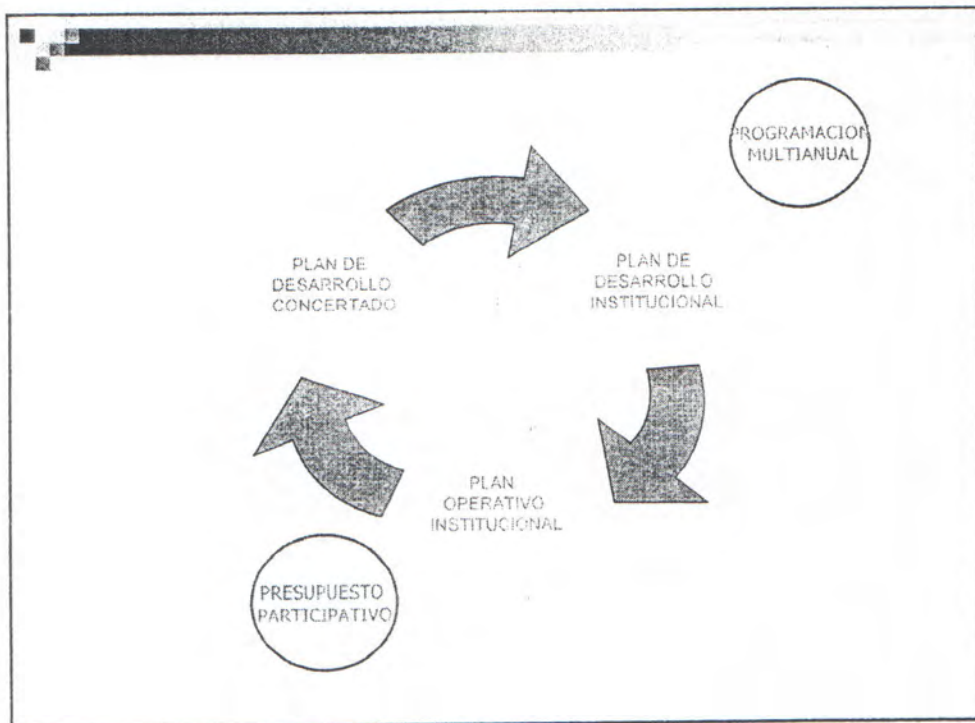 PROGRAMACION
MULTIANUAL
PLAN DE
DESARROLLO
CONCERTADO
PLAN DE
DESARROLLO
INSTITUCIONAL
PLAN
OPERATIVO
INSTITUCIONAL
PRESUPUESTO
PARTICIPATIVO